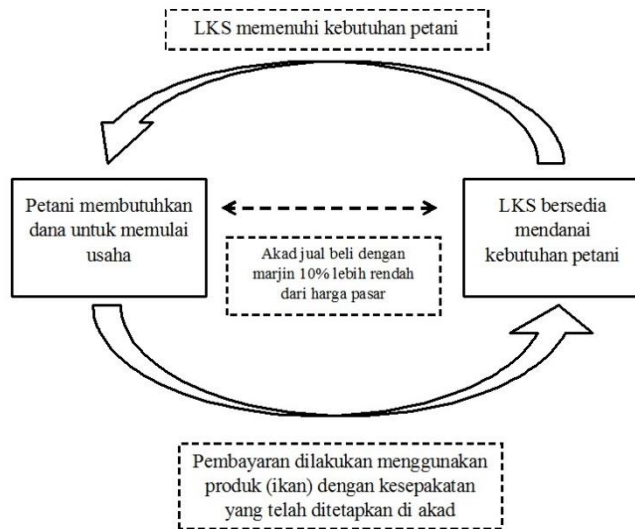 LKS memenuhi kebutuhan petani
Petani membutuhkan
dana untuk memulai
usaha
Akad jual beli dengan
marjin 10% lebih rendah
dari harga pasar
LKS bersedia
mendanai
kebutuhan petani
Pembayaran dilakukan menggunakan
produk (ikan) dengan kesepakatan
yang telah ditetapkan di akad